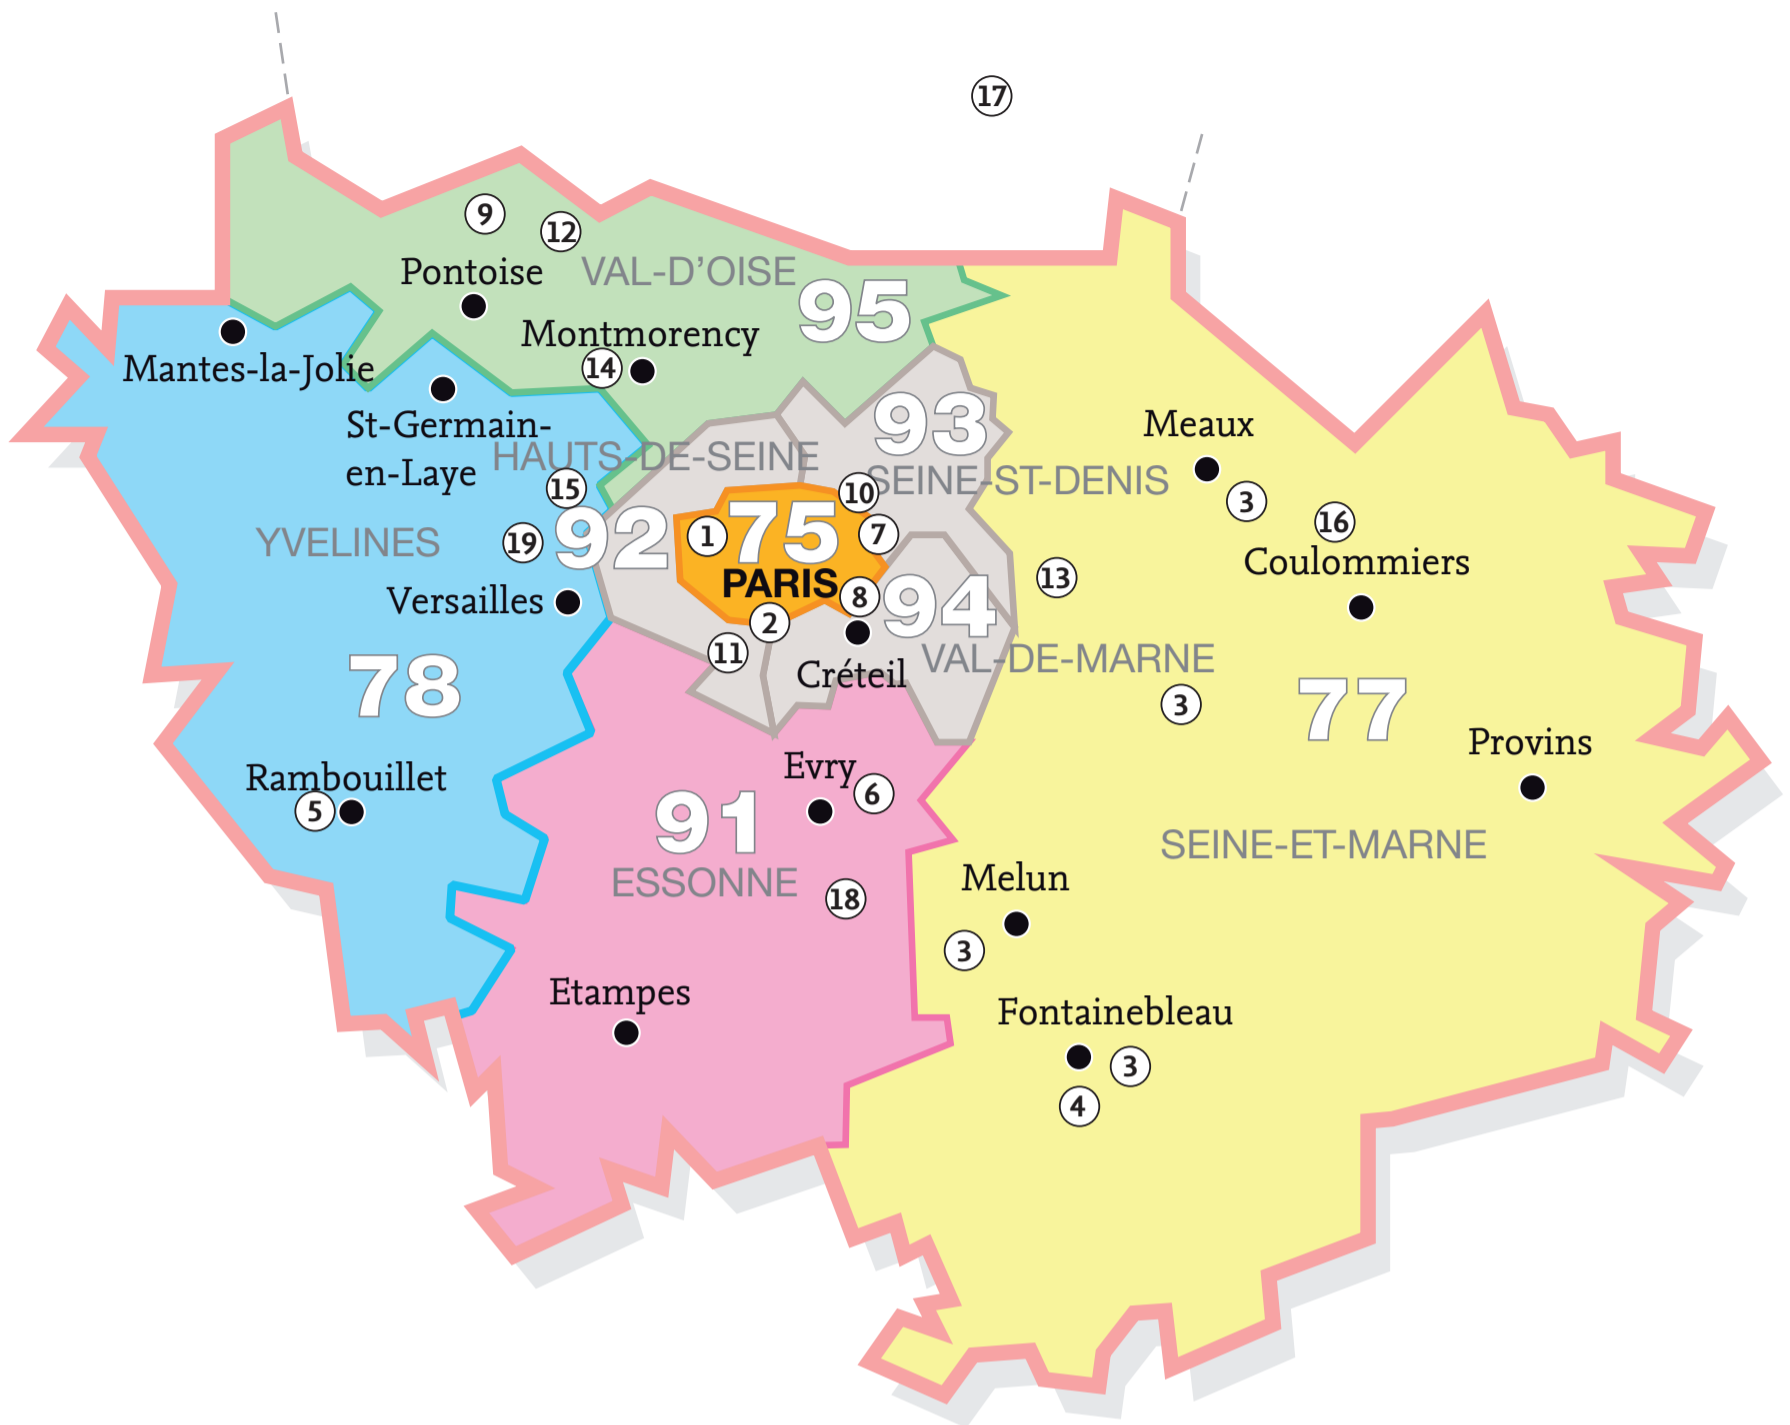 17
9
12
Pontoise
VAL-D’OISE
95
Montmorency
14
Mantes-la-Jolie
St-Germain-
en-Laye
HAUTS-DE-SEINE
93
SEINE-ST-DENIS
Meaux
3
16
Coulommiers
15
10
YVELINES
19
92
1
75
7
PARIS
13
Versailles
8
94
2
11
Créteil
VAL-DE-MARNE
78
3
77
Provins
Rambouillet
5
Evry
6
91
ESSONNE
18
SEINE-ET-MARNE
Melun
3
Etampes
Fontainebleau
3
4